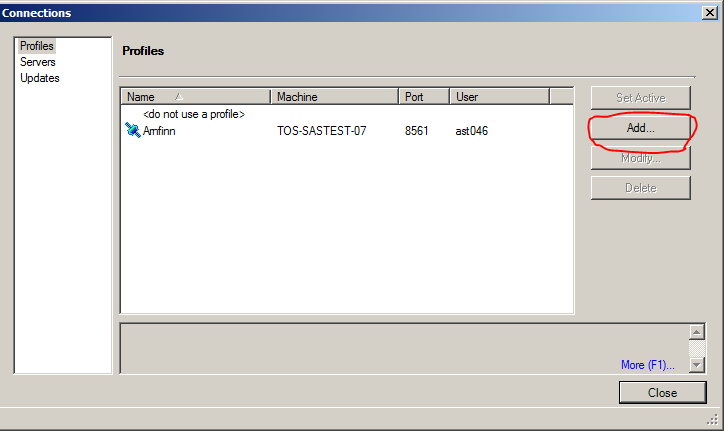 Connections
Profiles
Servers
Updates
Profiles
Name Machine Port User
<do not use a profile>
Arnfinn TOS-SASTEST-07 8561 ast046
Set Active
Add...
Modify...
Delete
More (F1)...
Close